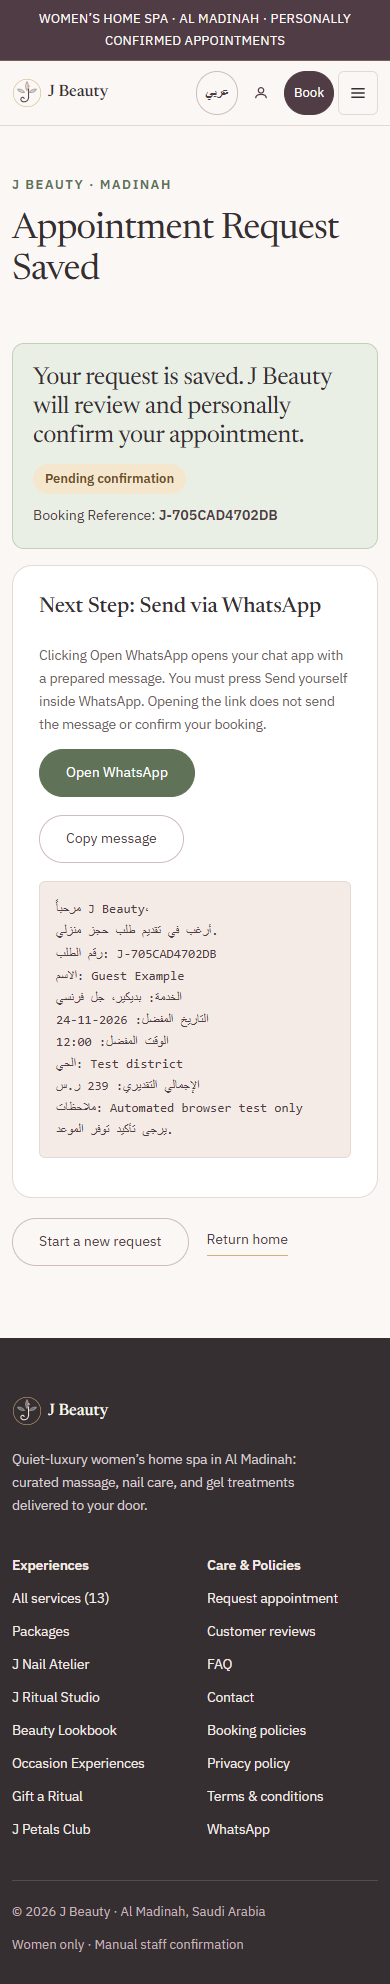 WOMEN'S HOME SPA · AL MADINAH · PERSONALLY
CONFIRMED APPOINTMENTS
J Beauty
عربي
Book
J BEAUTY · MADINAH
Appointment Request
Saved
Your request is saved. J Beauty
will review and personally
confirm your appointment.
Pending confirmation
Booking Reference: J-705CAD4702DB
Next Step: Send via WhatsApp
Clicking Open WhatsApp opens your chat app with
a prepared message. You must press Send yourself
inside WhatsApp. Opening the link does not send
the message or confirm your booking.
Open WhatsApp
Copy message
مرحباً J Beauty،
أرغب في تقديم طلب حجز منزلي.
رقم الطلب: J-705CAD4702DB
الاسم: Guest Example
الخدمة: بديكير، جل فرنسي
التاريخ المفضل: 2026-11-24
الوقت المفضل: 12:00
الحي: Test district
الإجمالي التقديري: 239 ر.س
ملاحظات: Automated browser test only
يرجى تأكيد توفر الموعد.
Start a new request
Return home
J Beauty
Quiet-luxury women's home spa in Al Madinah:
curated massage, nail care, and gel treatments
delivered to your door.
Experiences
All services (13)
Packages
J Nail Atelier
J Ritual Studio
Beauty Lookbook
Occasion Experiences
Gift a Ritual
J Petals Club
Care & Policies
Request appointment
Customer reviews
FAQ
Contact
Booking policies
Privacy policy
Terms & conditions
WhatsApp
© 2026 J Beauty · Al Madinah, Saudi Arabia
Women only · Manual staff confirmation